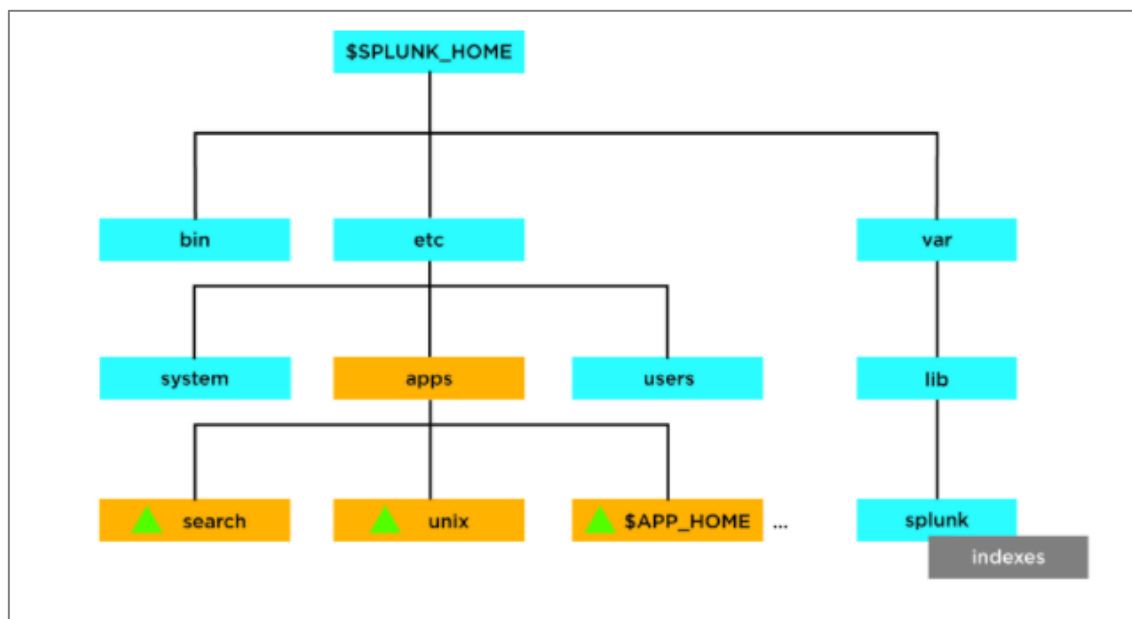 $SPLUNK_HOME
bin
etc
var
system
apps
users
lib
search
unix
$APP_HOME ...
splunk
indexes